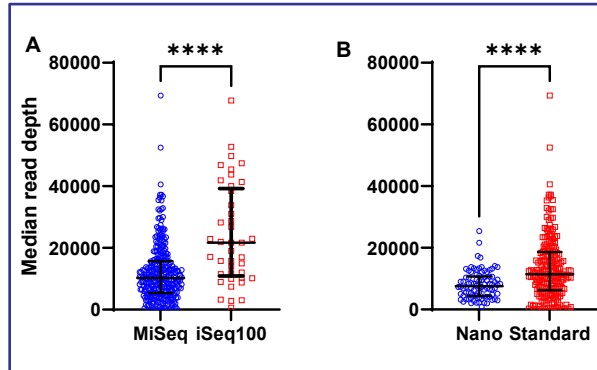 A
B
****
****
80000
60000
40000
20000
0
Median read depth
MiSeq iSeq100
80000
60000
40000
20000
0
Nano Standard